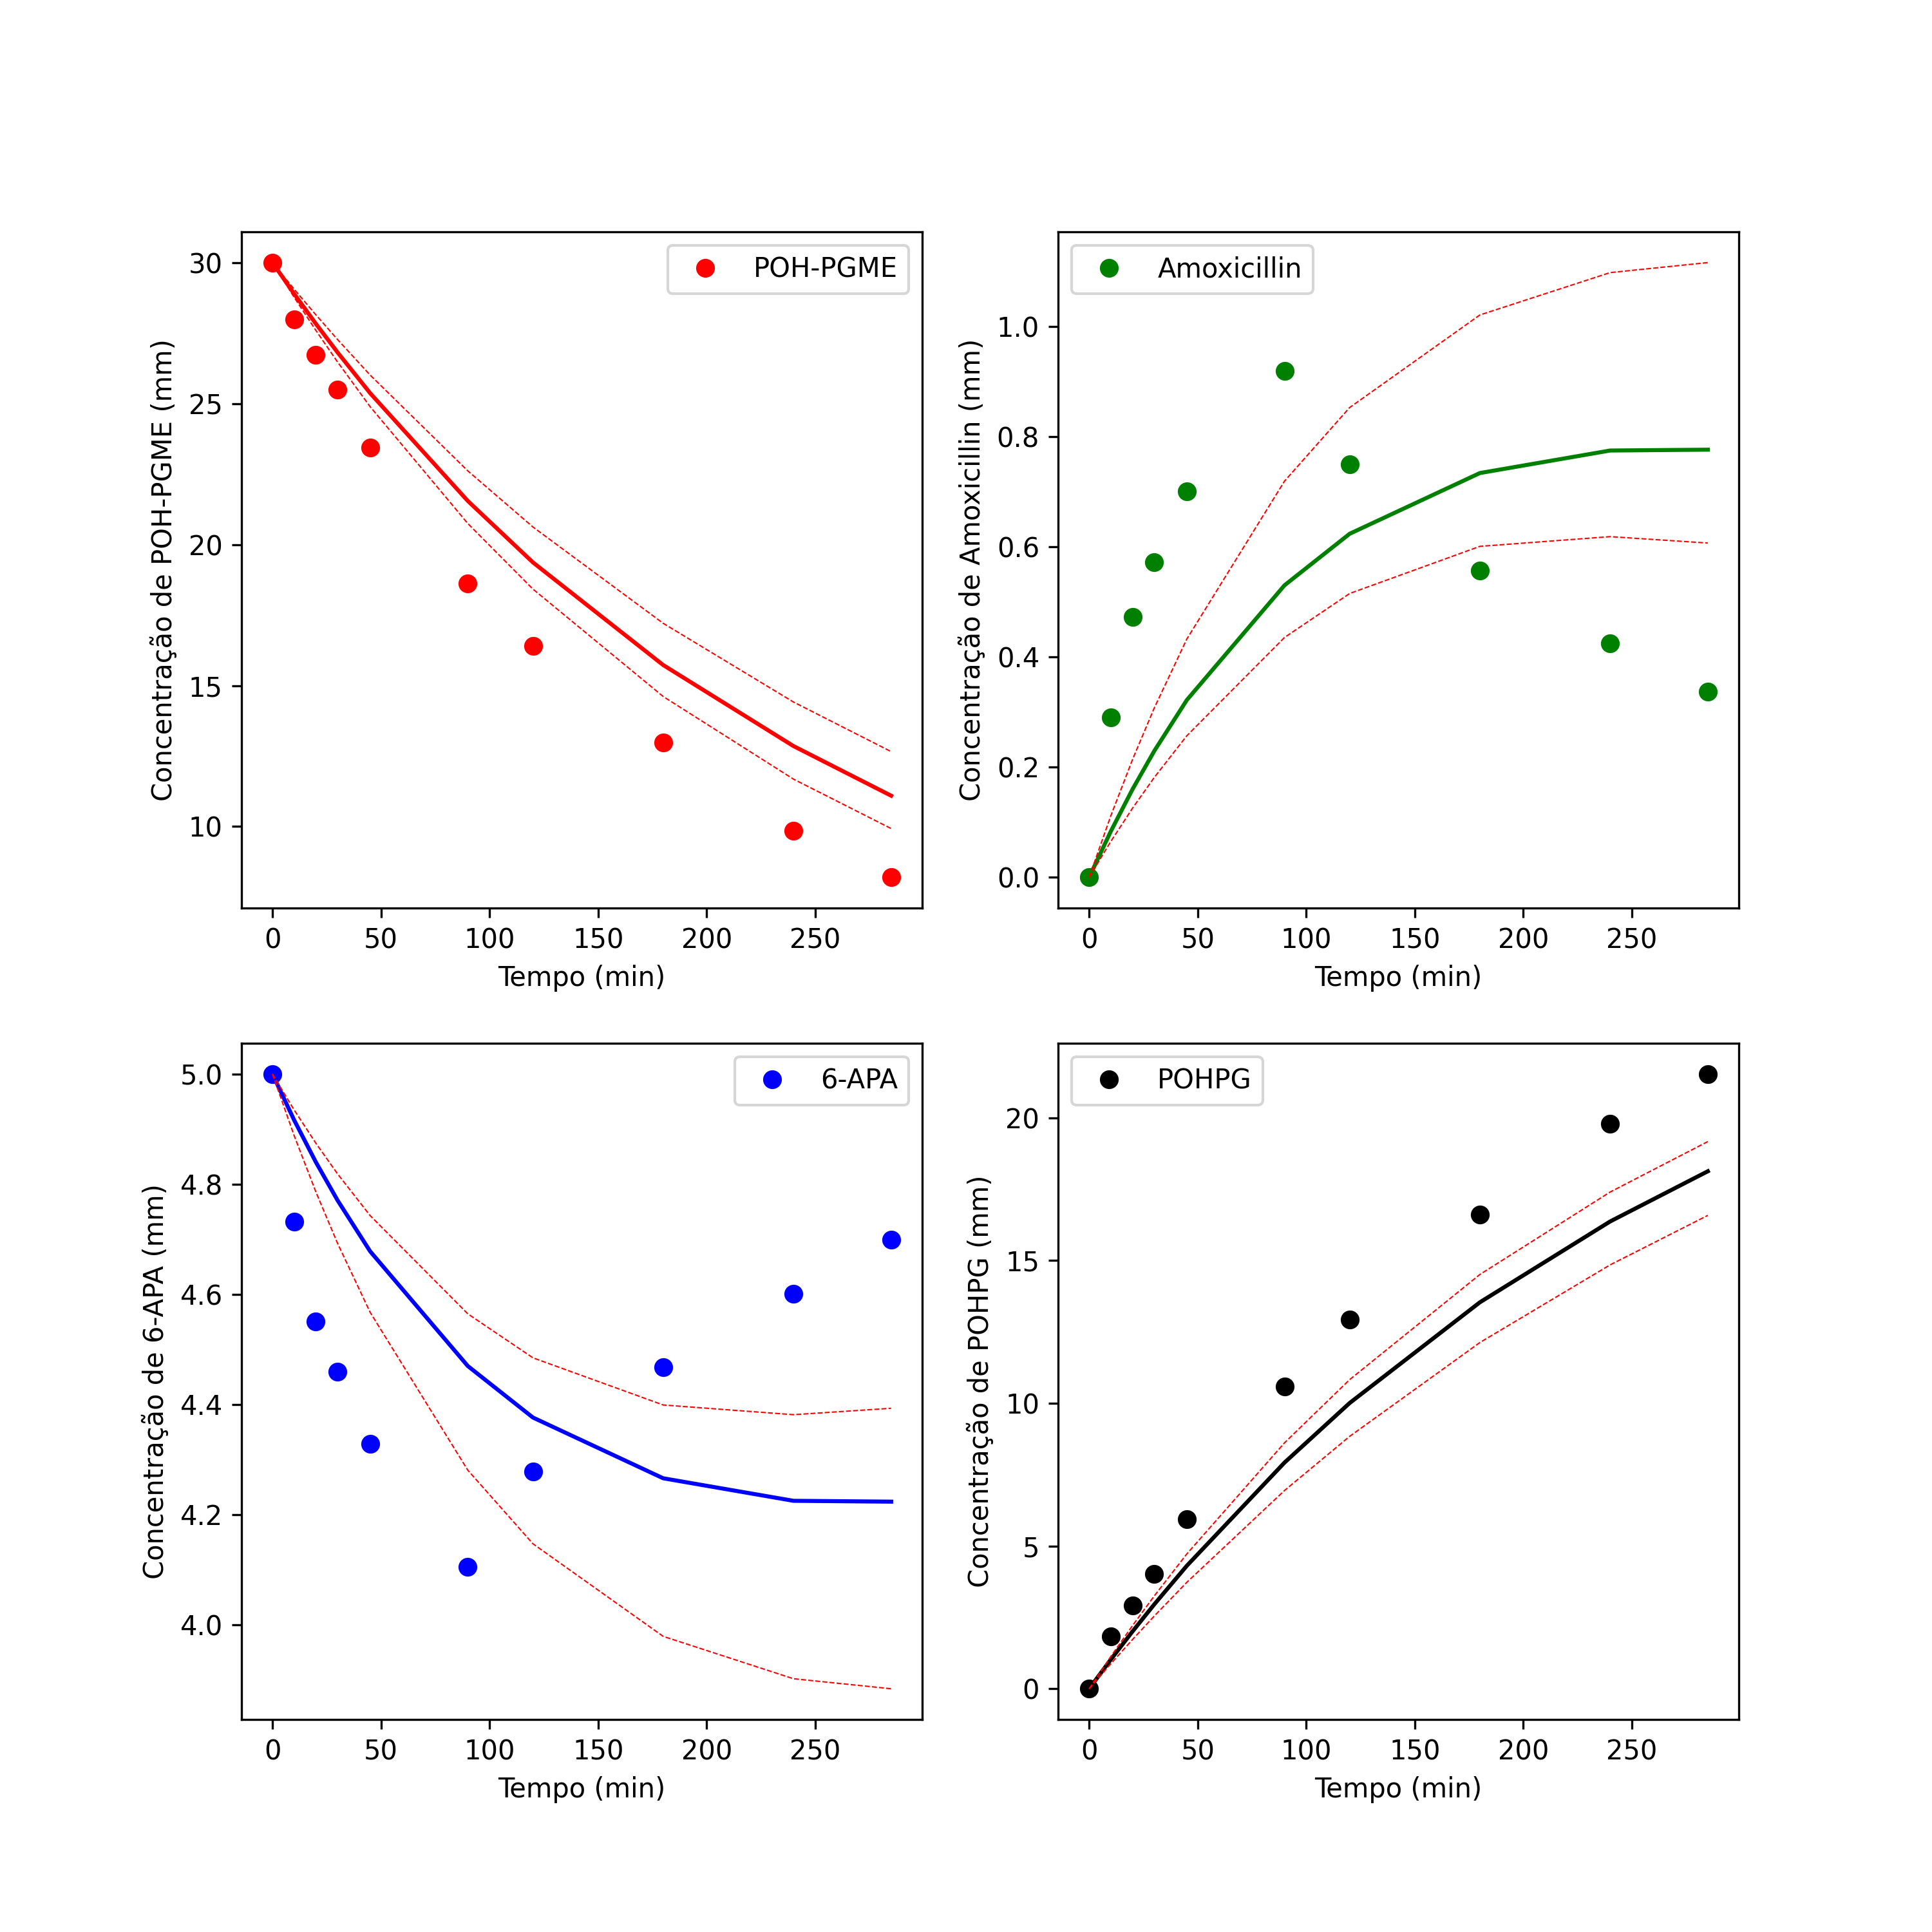 POH-PGME
30
25
20
15
10
Concentração de POH-PGME (mm)
0 50 100 150 200 250
Tempo (min)
Amoxicillin
1.0
0.8
0.6
0.4
0.2
0.0
Concentração de Amoxicillin (mm)
0 50 100 150 200 250
Tempo (min)
6-APA
5.0
4.8
4.6
4.4
4.2
4.0
Concentração de 6-APA (mm)
0 50 100 150 200 250
Tempo (min)
POHPG
20
15
10
5
0
Concentração de POHPG (mm)
0 50 100 150 200 250
Tempo (min)